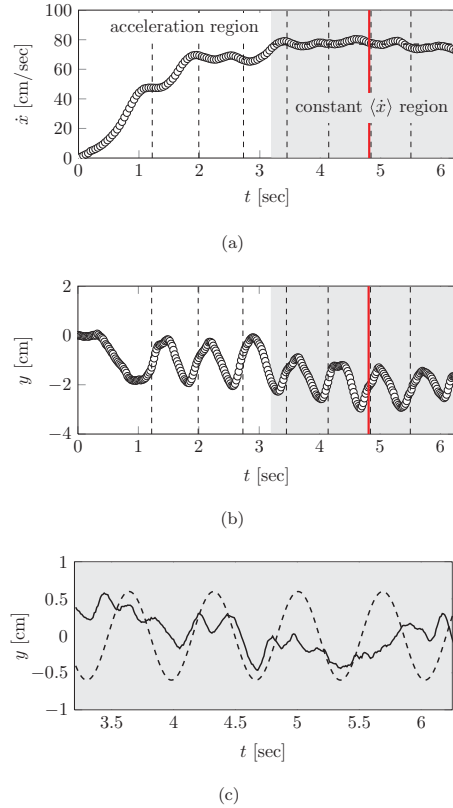 100
80
60
40
20
0
ẋ [cm/sec]
acceleration region
constant ⟨ẋ⟩ region
0 1 2 3 4 5 6
t [sec]
(a)
2
0
−2
−4
y [cm]
0 1 2 3 4 5 6
t [sec]
(b)
1
0.5
0
−0.5
−1
y [cm]
3.5 4 4.5 5 5.5 6
t [sec]
(c)